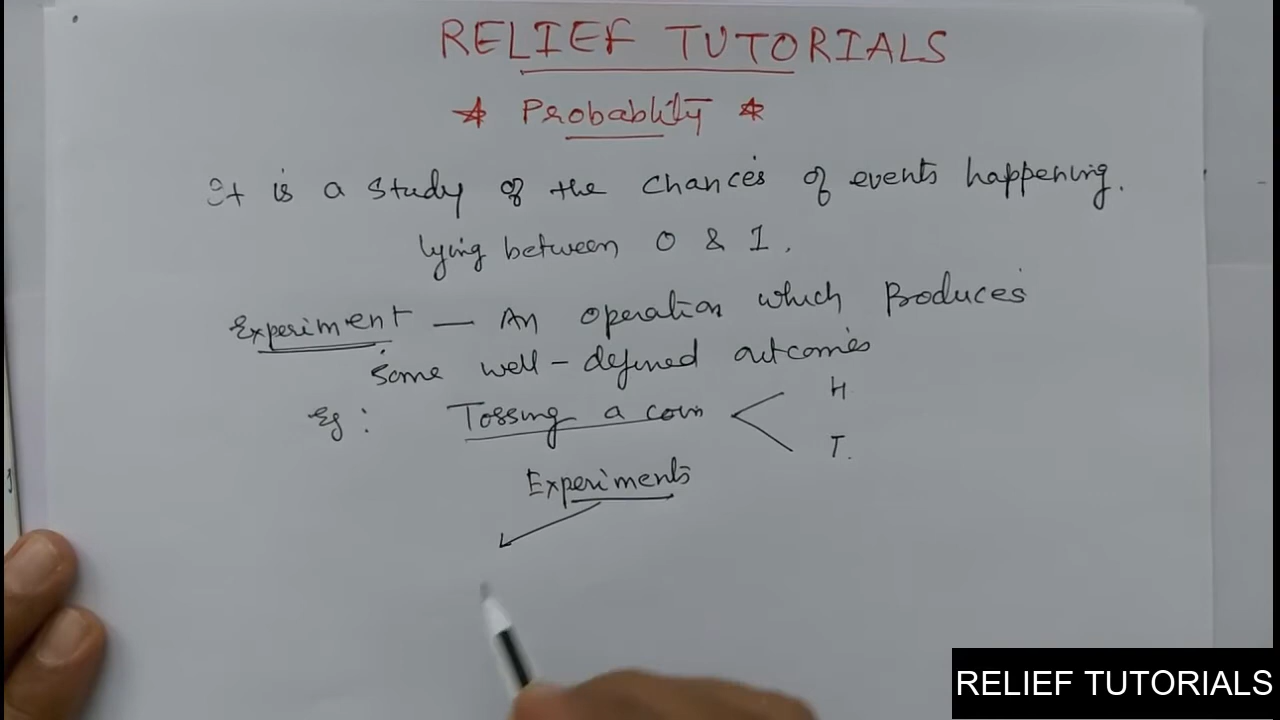 RELIEF TUTORIALS
Probablity
It is a study of the chances of events happening.
lying between 0 & 1.
Experiment — An operation which produces
some well-defined outcomes
Eg: Tossing a coin
H
T.
Experiments
RELIEF TUTORIALS